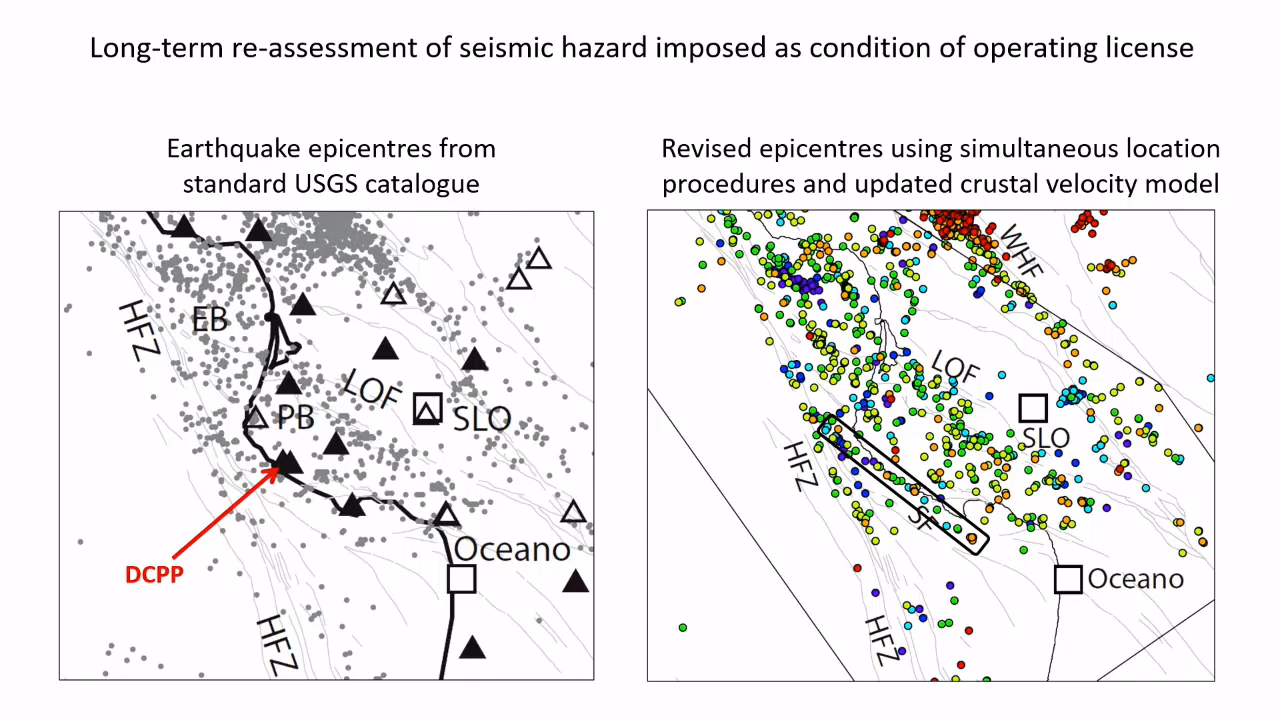 Long-term re-assessment of seismic hazard imposed as condition of operating license
Earthquake epicentres from
standard USGS catalogue
Revised epicentres using simultaneous location
procedures and updated crustal velocity model
HFZ
EB
LOF
PB
SLO
DCPP
Oceano
HFZ
WHF
LOF
SLO
HFZ
SF
Oceano
HFZ